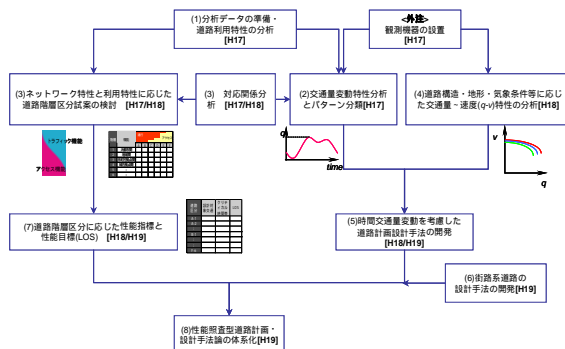 (1)分析データの準備・
道路利用特性の分析
[H17]
<外注>
観測機器の設置
[H17]
(3)ネットワーク特性と利用特性に応じた
道路階層区分試案の検討 [H17/H18]
(3) 対応関係分
析 [H17/H18]
(2)交通量変動特性分析
とパターン分類[H17]
(4)道路構造・地形・気象条件等に応じ
た交通量~速度(q-v)特性の分析[H18]
トラフィック機能
アクセス機能
q
time
v
q
(7)道路階層区分に応じた性能指標と
性能目標(LOS) [H18/H19]
(5)時間交通量変動を考慮した
道路計画設計手法の開発
[H18/H19]
(6)街路系道路の
設計手法の開発[H19]
(8)性能照査型道路計画・
設計手法論の体系化[H19]